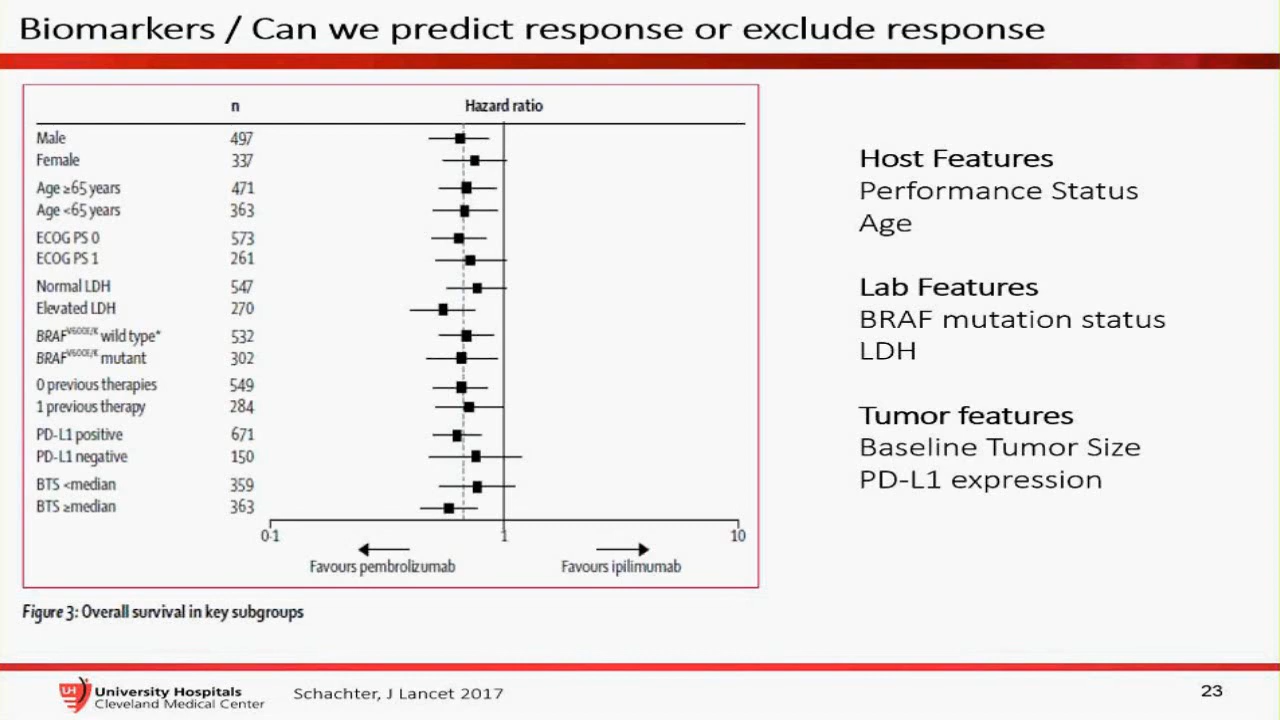 Biomarkers / Can we predict response or exclude response
n Hazard ratio
Male 497
Female 337
Age ≥65 years 471
Age <65 years 363
ECOG PS 0 573
ECOG PS 1 261
Normal LDH 547
Elevated LDH 270
BRAF^V600E/K wild type* 532
BRAF^V600E/K mutant 302
0 previous therapies 549
1 previous therapy 284
PD-L1 positive 671
PD-L1 negative 150
BTS <median 359
BTS ≥median 363
0·1 1 10
Favours pembrolizumab Favours ipilimumab
Figure 3: Overall survival in key subgroups
Host Features
Performance Status
Age
Lab Features
BRAF mutation status
LDH
Tumor features
Baseline Tumor Size
PD-L1 expression
UH
University Hospitals
Cleveland Medical Center
Schachter, J Lancet 2017
23